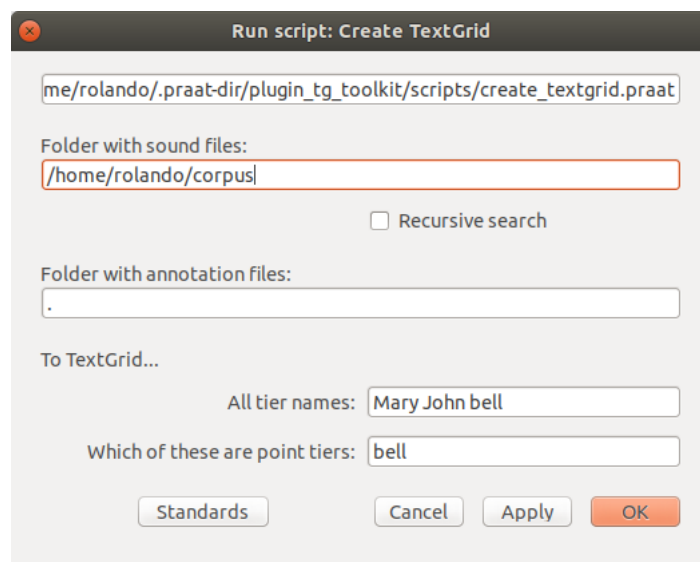 Run script: Create TextGrid
me/rolando/.praat-dir/plugin_tg_toolkit/scripts/create_textgrid.praat
Folder with sound files:
/home/rolando/corpus
Recursive search
Folder with annotation files:
.
To TextGrid...
All tier names: Mary John bell
Which of these are point tiers: bell
Standards Cancel Apply OK